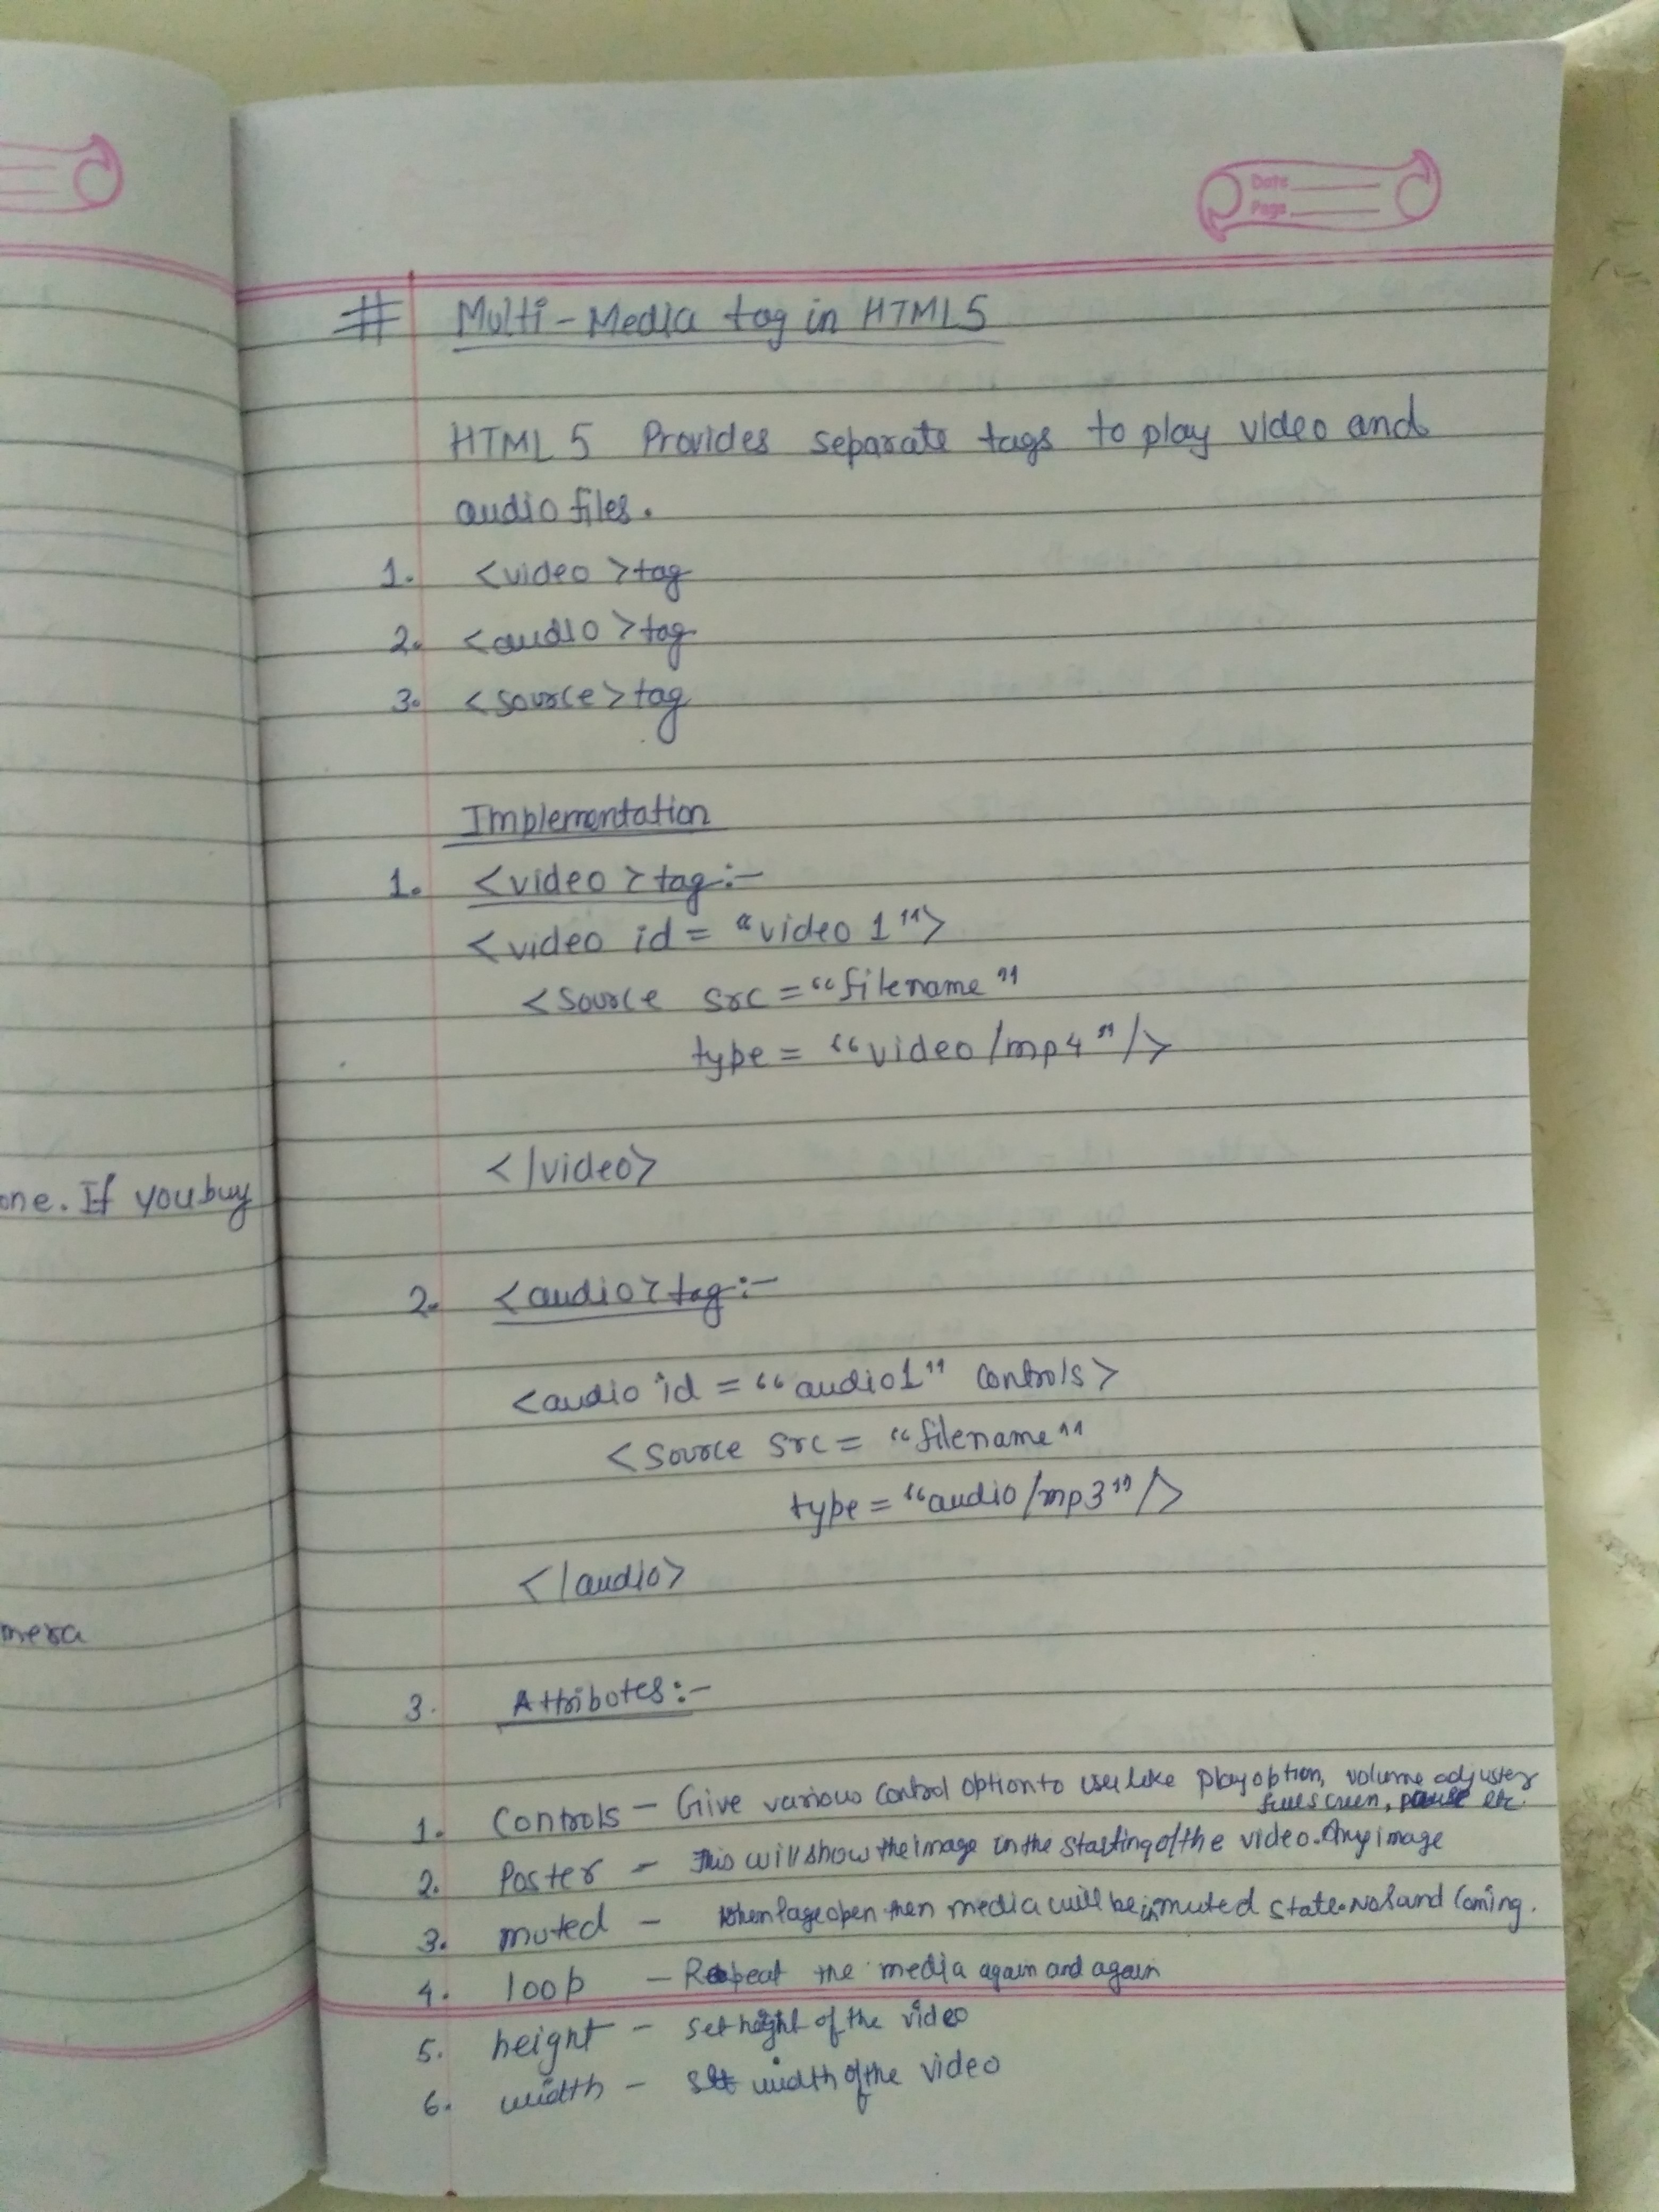 Date
Page
# Multi-Media tag in HTML5
HTML 5 Provides separate tags to play video and
audio files.
1. <video> tag
2. <audio> tag
3. <source> tag
Implementation
1. <video> tag:-
<video id = "video 1">
<source src = "filename"
type = "video/mp4"/>
</video>
one. If you buy
2. <audio> tag:-
<audio id = "audio1" controls>
<source src = "filename"
type = "audio/mp3"/>
</audio>
mera
3. Attributes:-
1. Controls - Give various control option to user like play option, volume adjuster
full screen, pause etc.
2. Poster - This will show the image in the starting of the video. Any image
3. muted - When Page open then media will be in muted state. No Sound Coming.
4. loop - Repeat the media again and again
5. height - set height of the video
6. width - set width of the video